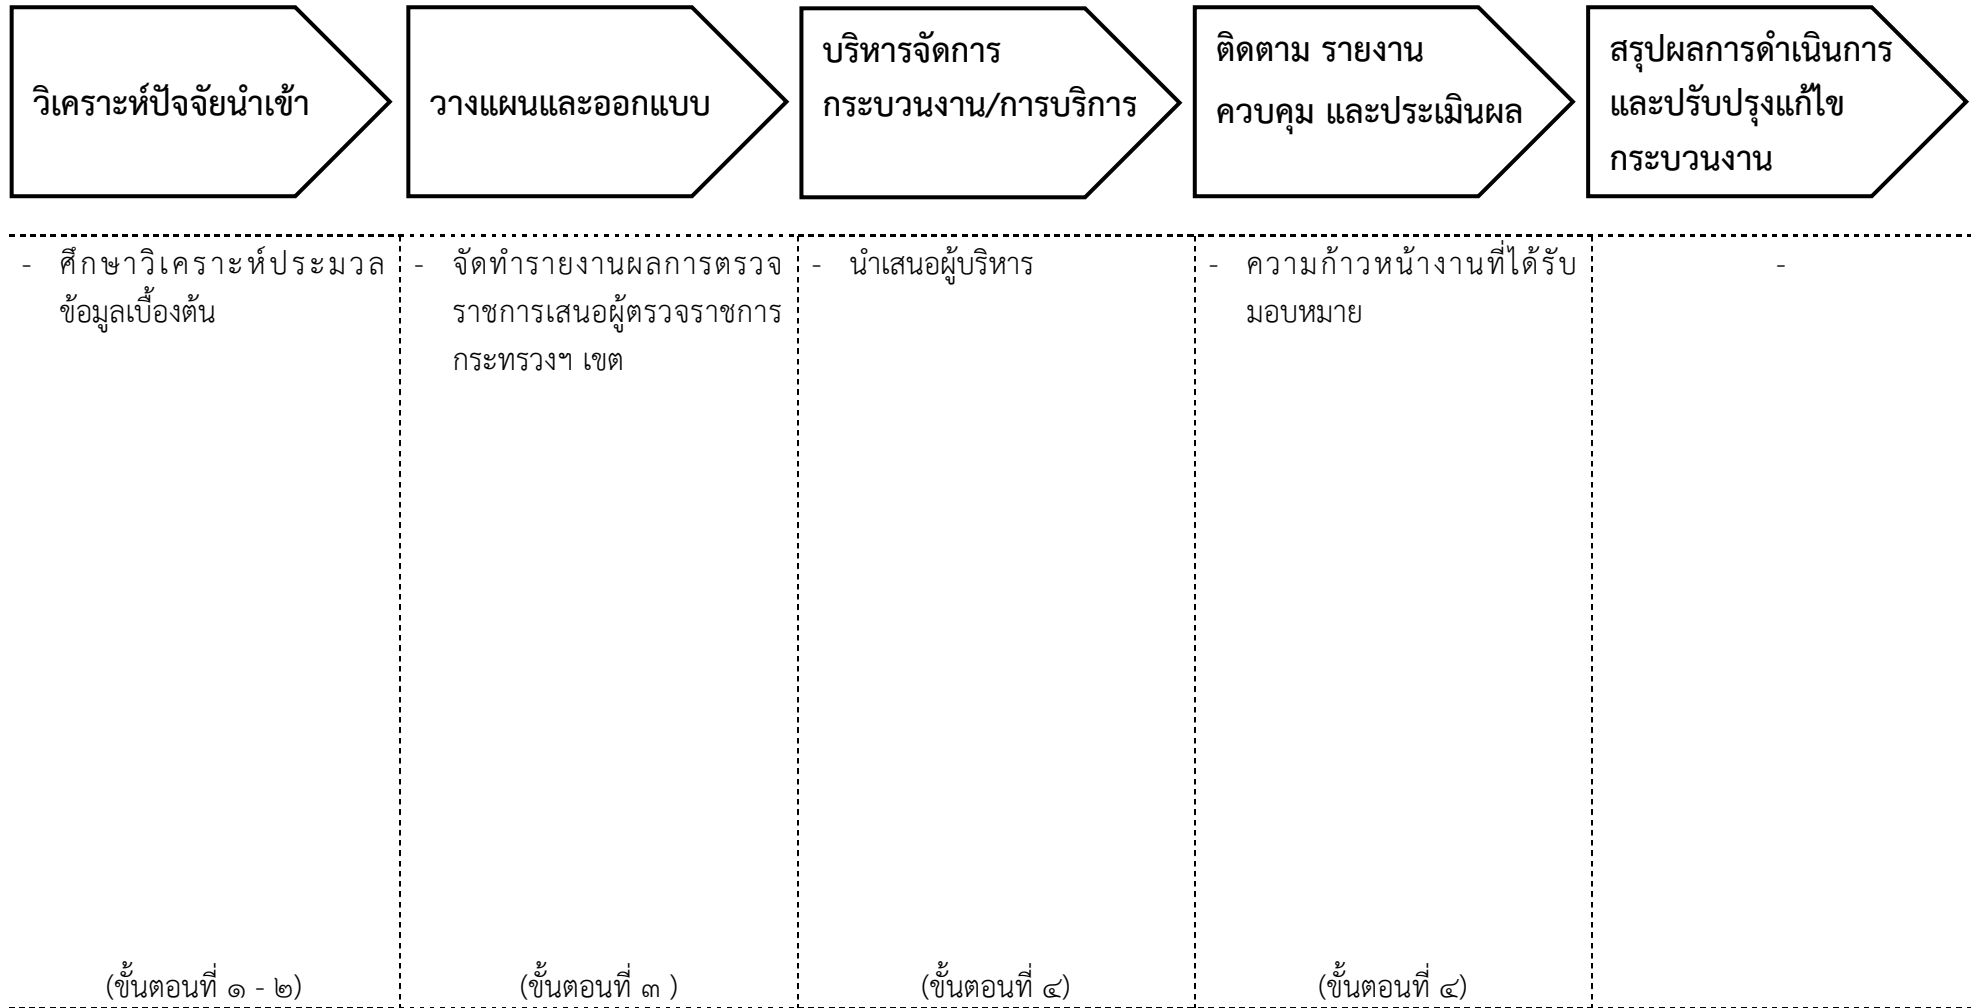 วิเคราะห์ปัจจัยนำเข้า
วางแผนและออกแบบ
บริหารจัดการ
กระบวนงาน/การบริการ
ติดตาม รายงาน
ควบคุม และประเมินผล
สรุปผลการดำเนินการ
และปรับปรุงแก้ไข
กระบวนงาน
- ศึกษาวิเคราะห์ประมวล
ข้อมูลเบื้องต้น
- จัดทำรายงานผลการตรวจ
ราชการเสนอผู้ตรวจราชการ
กระทรวงฯ เขต
- นำเสนอผู้บริหาร
- ความก้าวหน้างานที่ได้รับ
มอบหมาย
-
(ขั้นตอนที่ ๑ - ๒)
(ขั้นตอนที่ ๓ )
(ขั้นตอนที่ ๔)
(ขั้นตอนที่ ๔)